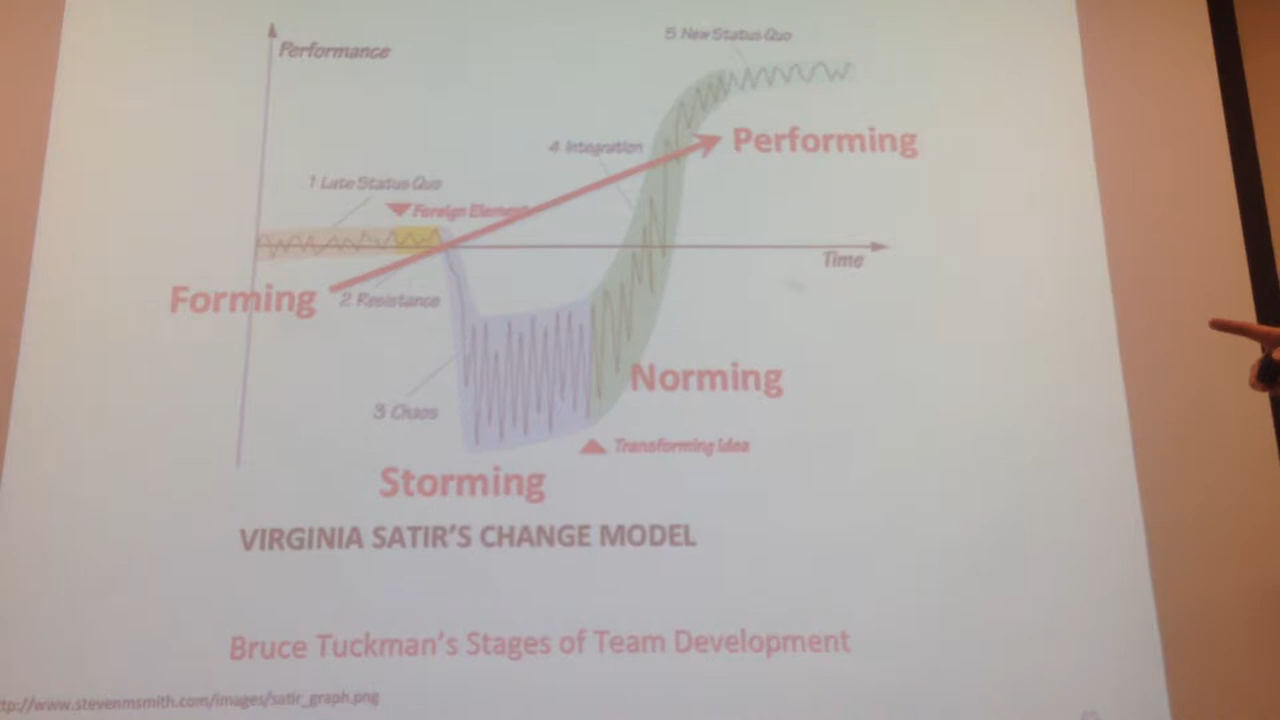 5 New Status Quo
Performance
Performing
4 Integration
1 Late Status Quo
Foreign Element
Time
Forming
2 Resistance
Norming
3 Chaos
Transforming Idea
Storming
VIRGINIA SATIR'S CHANGE MODEL
Bruce Tuckman's Stages of Team Development
tp://www.stevenmsmith.com/images/satir_graph.png